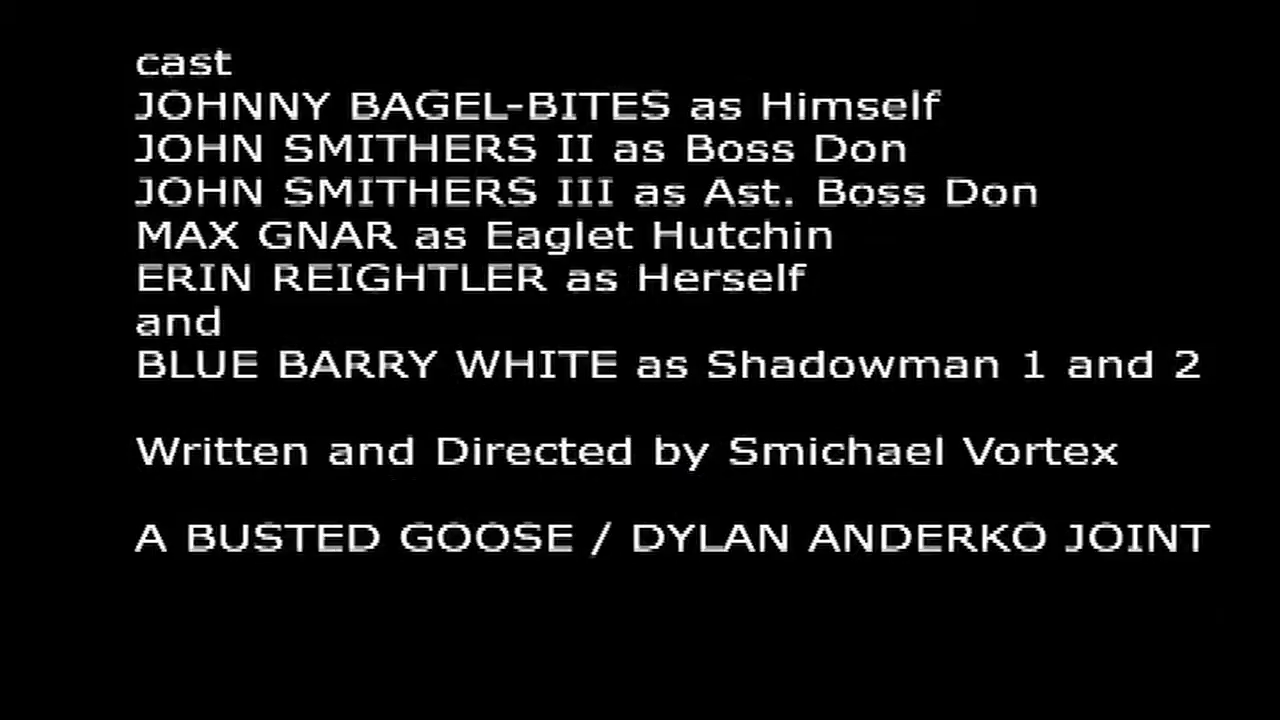 cast
JOHNNY BAGEL-BITES as Himself
JOHN SMITHERS II as Boss Don
JOHN SMITHERS III as Ast. Boss Don
MAX GNAR as Eaglet Hutchin
ERIN REIGHTLER as Herself
and
BLUE BARRY WHITE as Shadowman 1 and 2
Written and Directed by Smichael Vortex
A BUSTED GOOSE / DYLAN ANDERKO JOINT